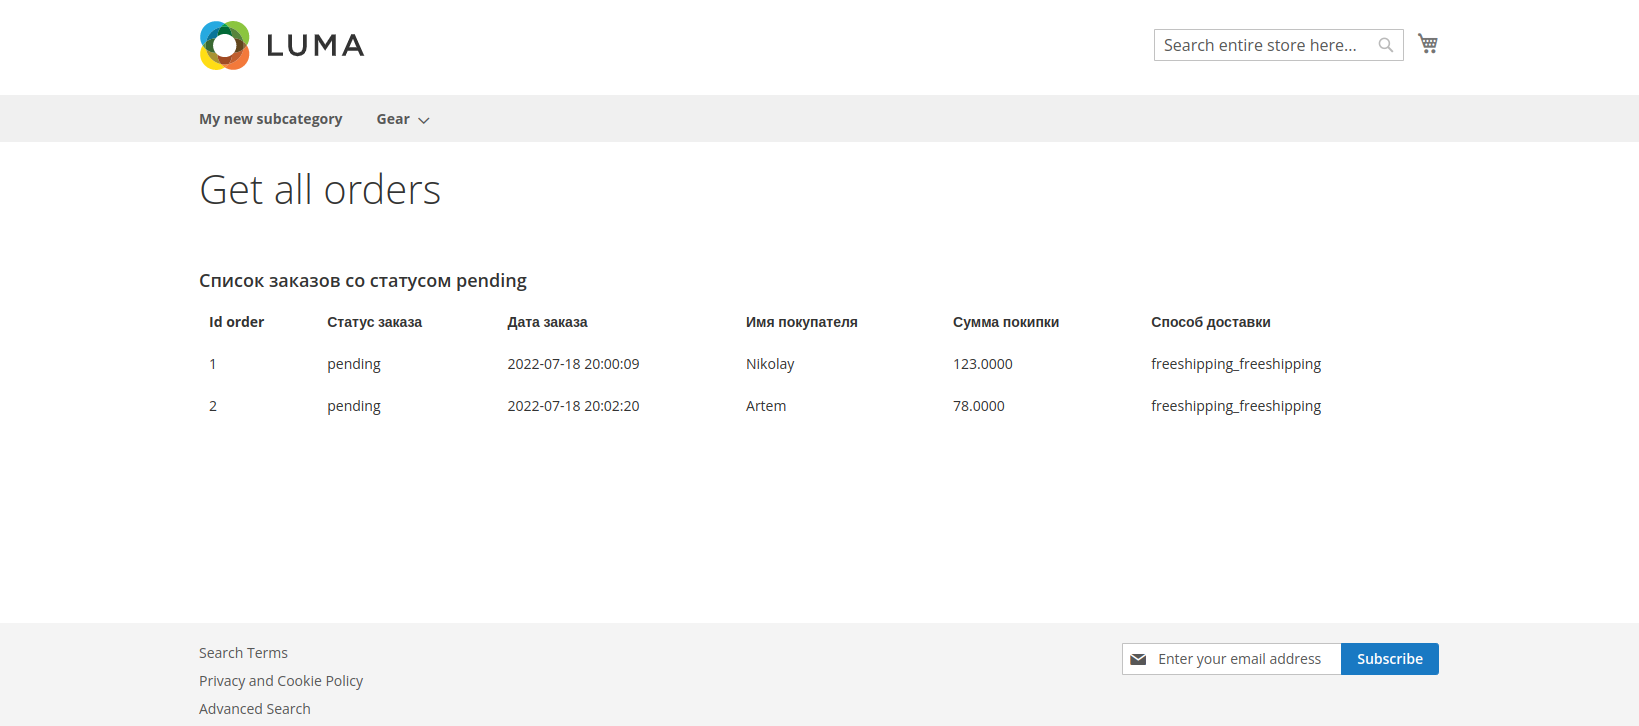 LUMA
Search entire store here...
My new subcategory Gear
Get all orders
Список заказов со статусом pending
Id order Статус заказа Дата заказа Имя покупателя Сумма покипки Способ доставки
1 pending 2022-07-18 20:00:09 Nikolay 123.0000 freeshipping_freeshipping
2 pending 2022-07-18 20:02:20 Artem 78.0000 freeshipping_freeshipping
Search Terms
Enter your email address Subscribe
Privacy and Cookie Policy
Advanced Search